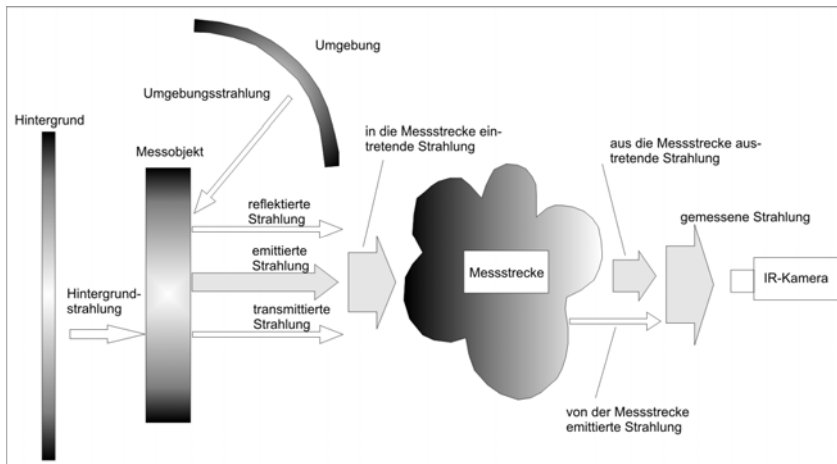 Umgebung
Umgebungsstrahlung
Hintergrund
Messobjekt
in die Messstrecke ein-
tretende Strahlung
aus die Messstrecke aus-
tretende Strahlung
reflektierte
Strahlung
gemessene Strahlung
emittierte
Strahlung
Messstrecke
IR-Kamera
Hintergrund-
strahlung
transmittierte
Strahlung
von der Messstrecke
emittierte Strahlung